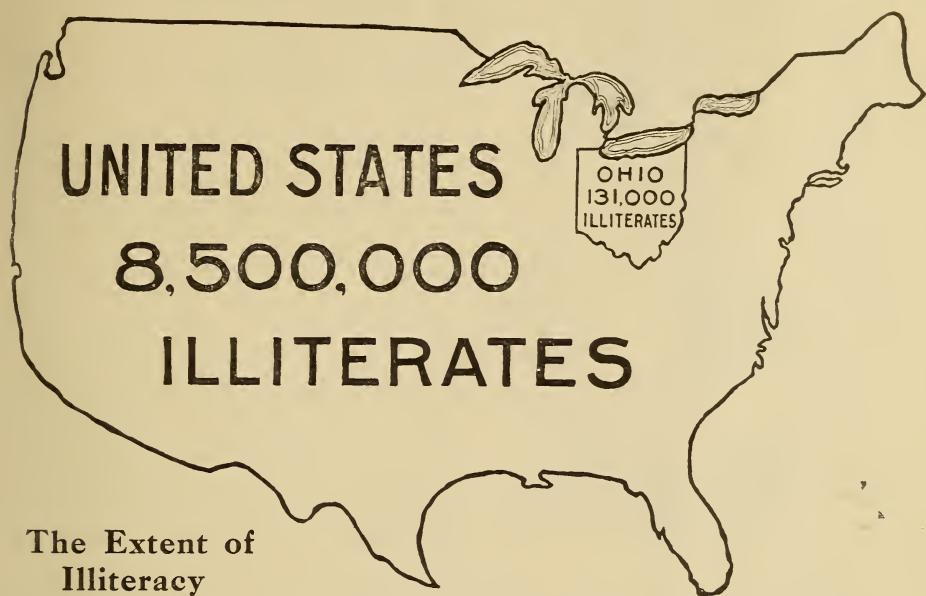 UNITED STATES
8,500,000
ILLITERATES
OHIO
131,000
ILLITERATES
The Extent of
Illiteracy